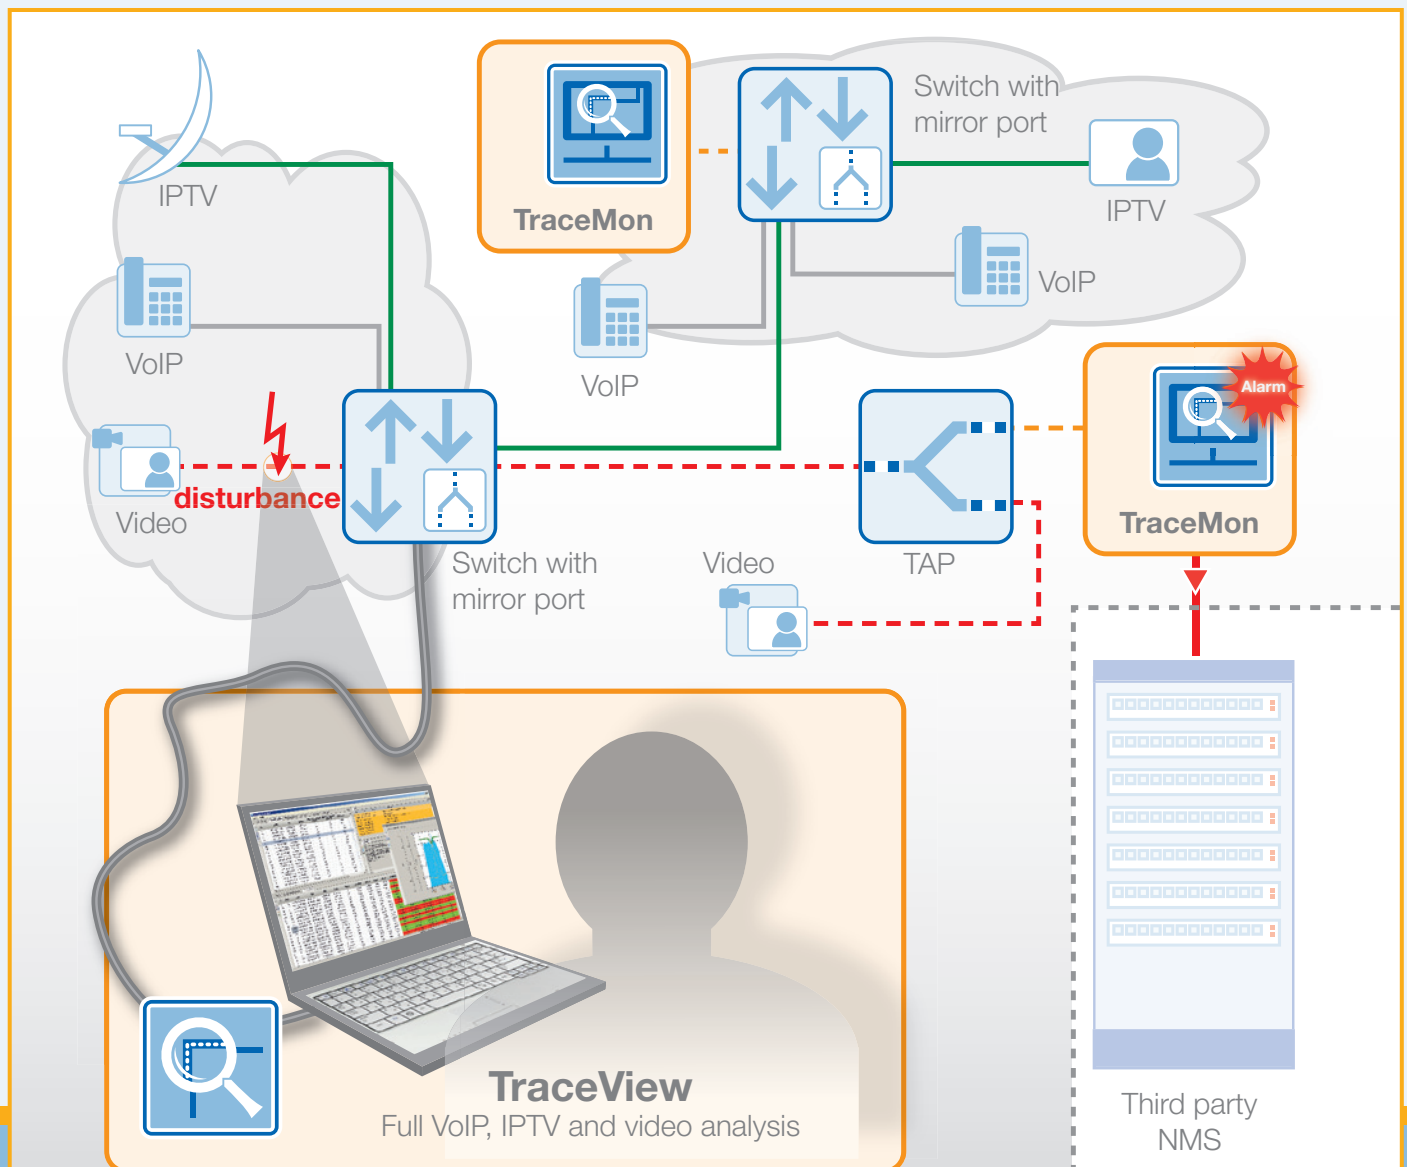 Switch with
mirror port
IPTV
TraceMon
IPTV
VoIP
VoIP
VoIP
Alarm
disturbance
Video
TraceMon
Switch with
mirror port
Video
TAP
TraceView
Full VoIP, IPTV and video analysis
Third party
NMS